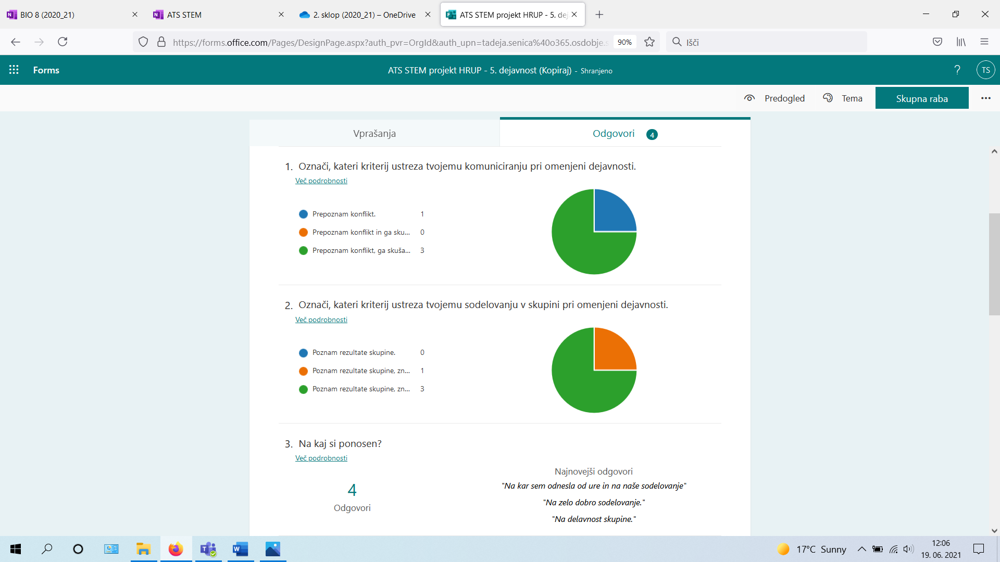 BIO 8 (2020_21)
ATS STEM
2. sklop (2020_21) – OneDrive
ATS STEM projekt HRUP - 5. dej
https://forms.office.com/Pages/DesignPage.aspx?auth_pvr=OrgId&auth_upn=tadeja.senica%40o365.osdobje.s
90%
Išči
Forms
ATS STEM projekt HRUP - 5. dejavnost (Kopiraj) - Shranjeno
?
TS
Predogled
Tema
Skupna raba
Vprašanja
Odgovori 4
1. Označi, kateri kriterij ustreza tvojemu komuniciranju pri omenjeni dejavnosti.
Več podrobnosti
Prepoznam konflikt. 1
Prepoznam konflikt in ga sku... 0
Prepoznam konflikt, ga skuša... 3
2. Označi, kateri kriterij ustreza tvojemu sodelovanju v skupini pri omenjeni dejavnosti.
Več podrobnosti
Poznam rezultate skupine. 0
Poznam rezultate skupine, zn... 1
Poznam rezultate skupine, zn... 3
3. Na kaj si ponosen?
Več podrobnosti
4
Odgovori
Najnovejši odgovori
"Na kar sem odnesla od ure in na naše sodelovanje"
"Na zelo dobro sodelovanje."
"Na delavnost skupine."
17°C Sunny
12:06
19. 06. 2021